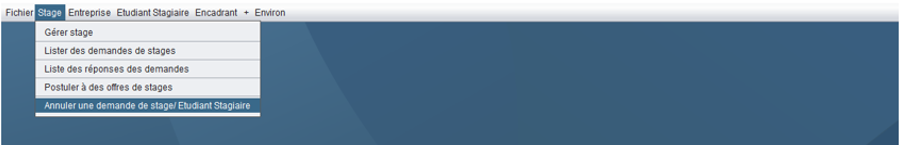 Fichier Stage Entreprise Etudiant Stagiaire Encadrant + Environ
Gérer stage
Lister des demandes de stages
Liste des réponses des demandes
Postuler à des offres de stages
Annuler une demande de stage/ Etudiant Stagiaire